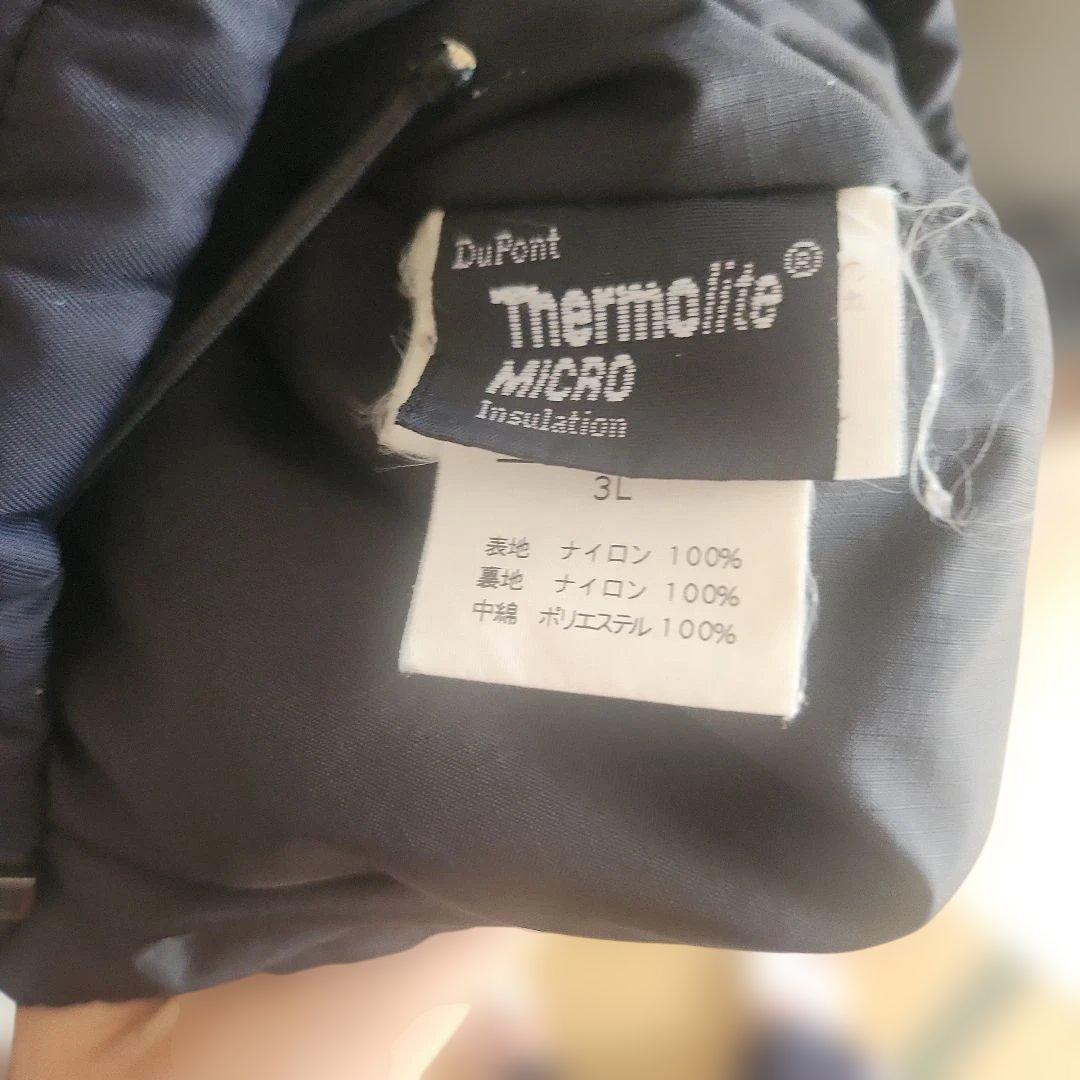 DuPont
Thermolite®
MICRO
Insulation
3L
表地 ナイロン 100%
裏地 ナイロン 100%
中綿 ポリエステル 100%